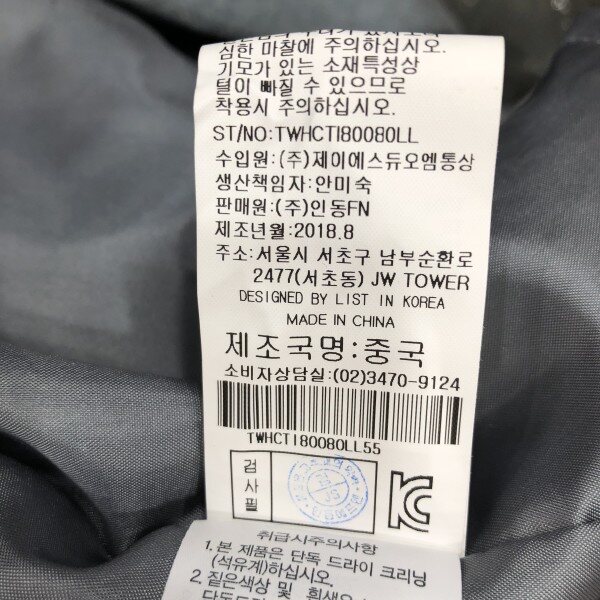 심한 마찰에 주의하십시오.
기모가 있는 소재특성상
털이 빠질 수 있으므로
착용시 주의하십시오.
ST/NO:TWHCTI80080LL
수입원:(주)제이에스듀오엠통상
생산책임자:안미숙
판매원:(주)인동FN
제조년월:2018.8
주소:서울시 서초구 남부순환로
2477(서초동) JW TOWER
DESIGNED BY LIST IN KOREA
MADE IN CHINA
제조국명:중국
소비자상담실:(02)3470-9124
TWHCTI80080LL55
검사필
KC
취급시주의사항
1. 본 제품은 단독 드라이 크리닝
(석유계)하십시오.
2. 짙은색상 및 흰색은